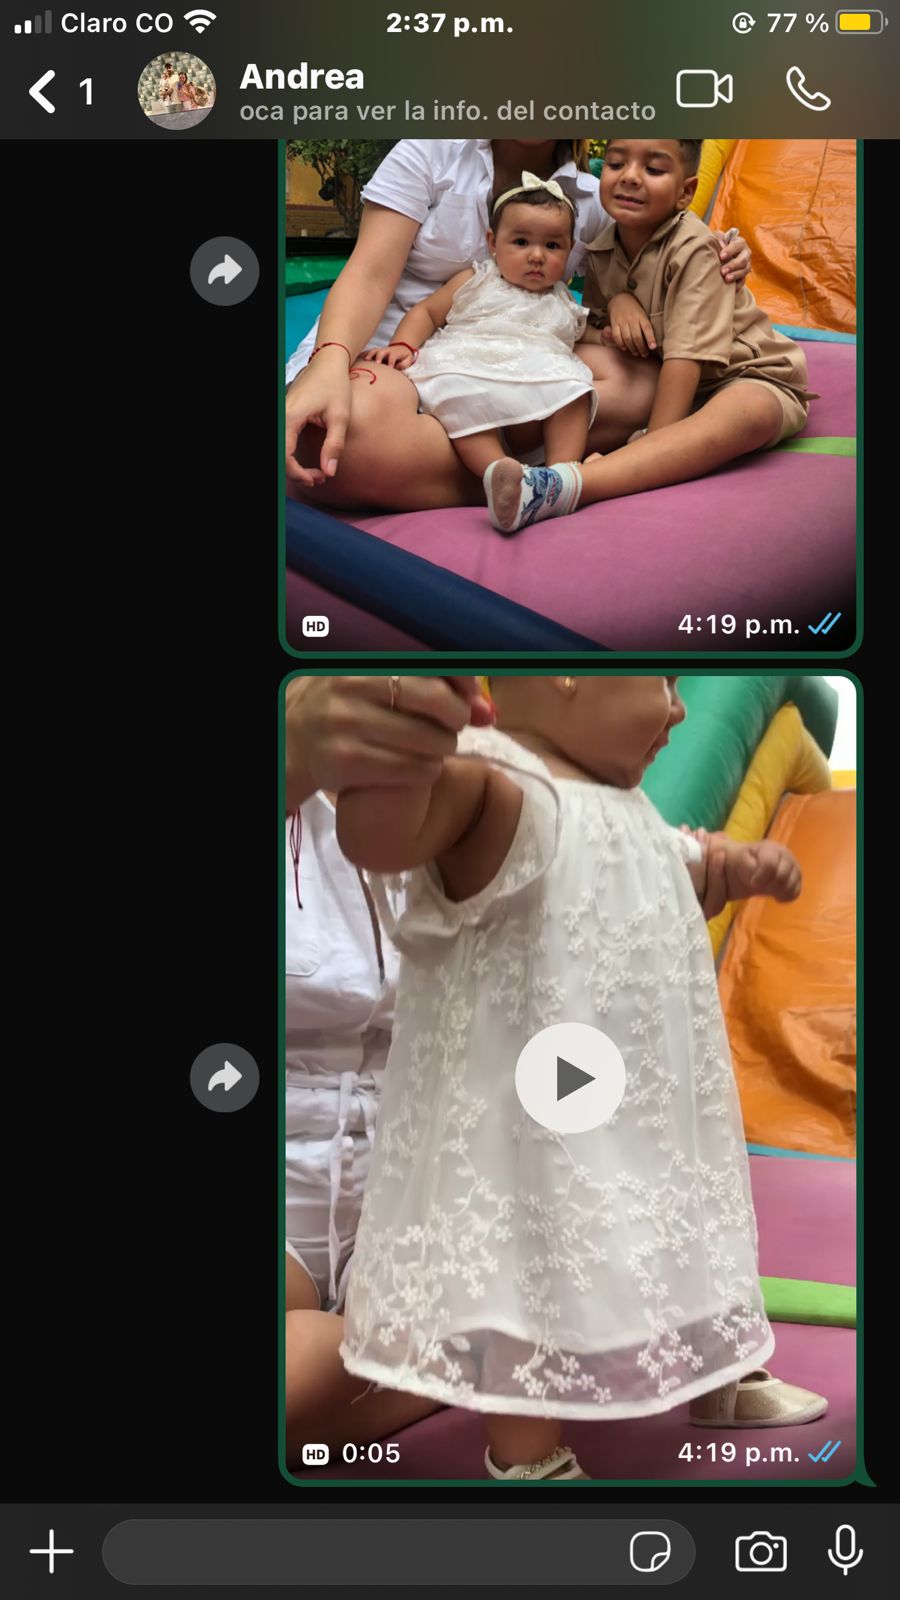 Claro CO 2:37 p.m. 77 %
1 Andrea
oca para ver la info. del contacto
HD 4:19 p.m.
HD 0:05 4:19 p.m.